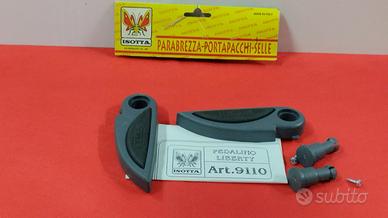 ISOTTA
PARABREZZA-PORTAPACCHI-SELLE
PEDALINO
LIBERTY
ISOTTA
Art.9110
subito